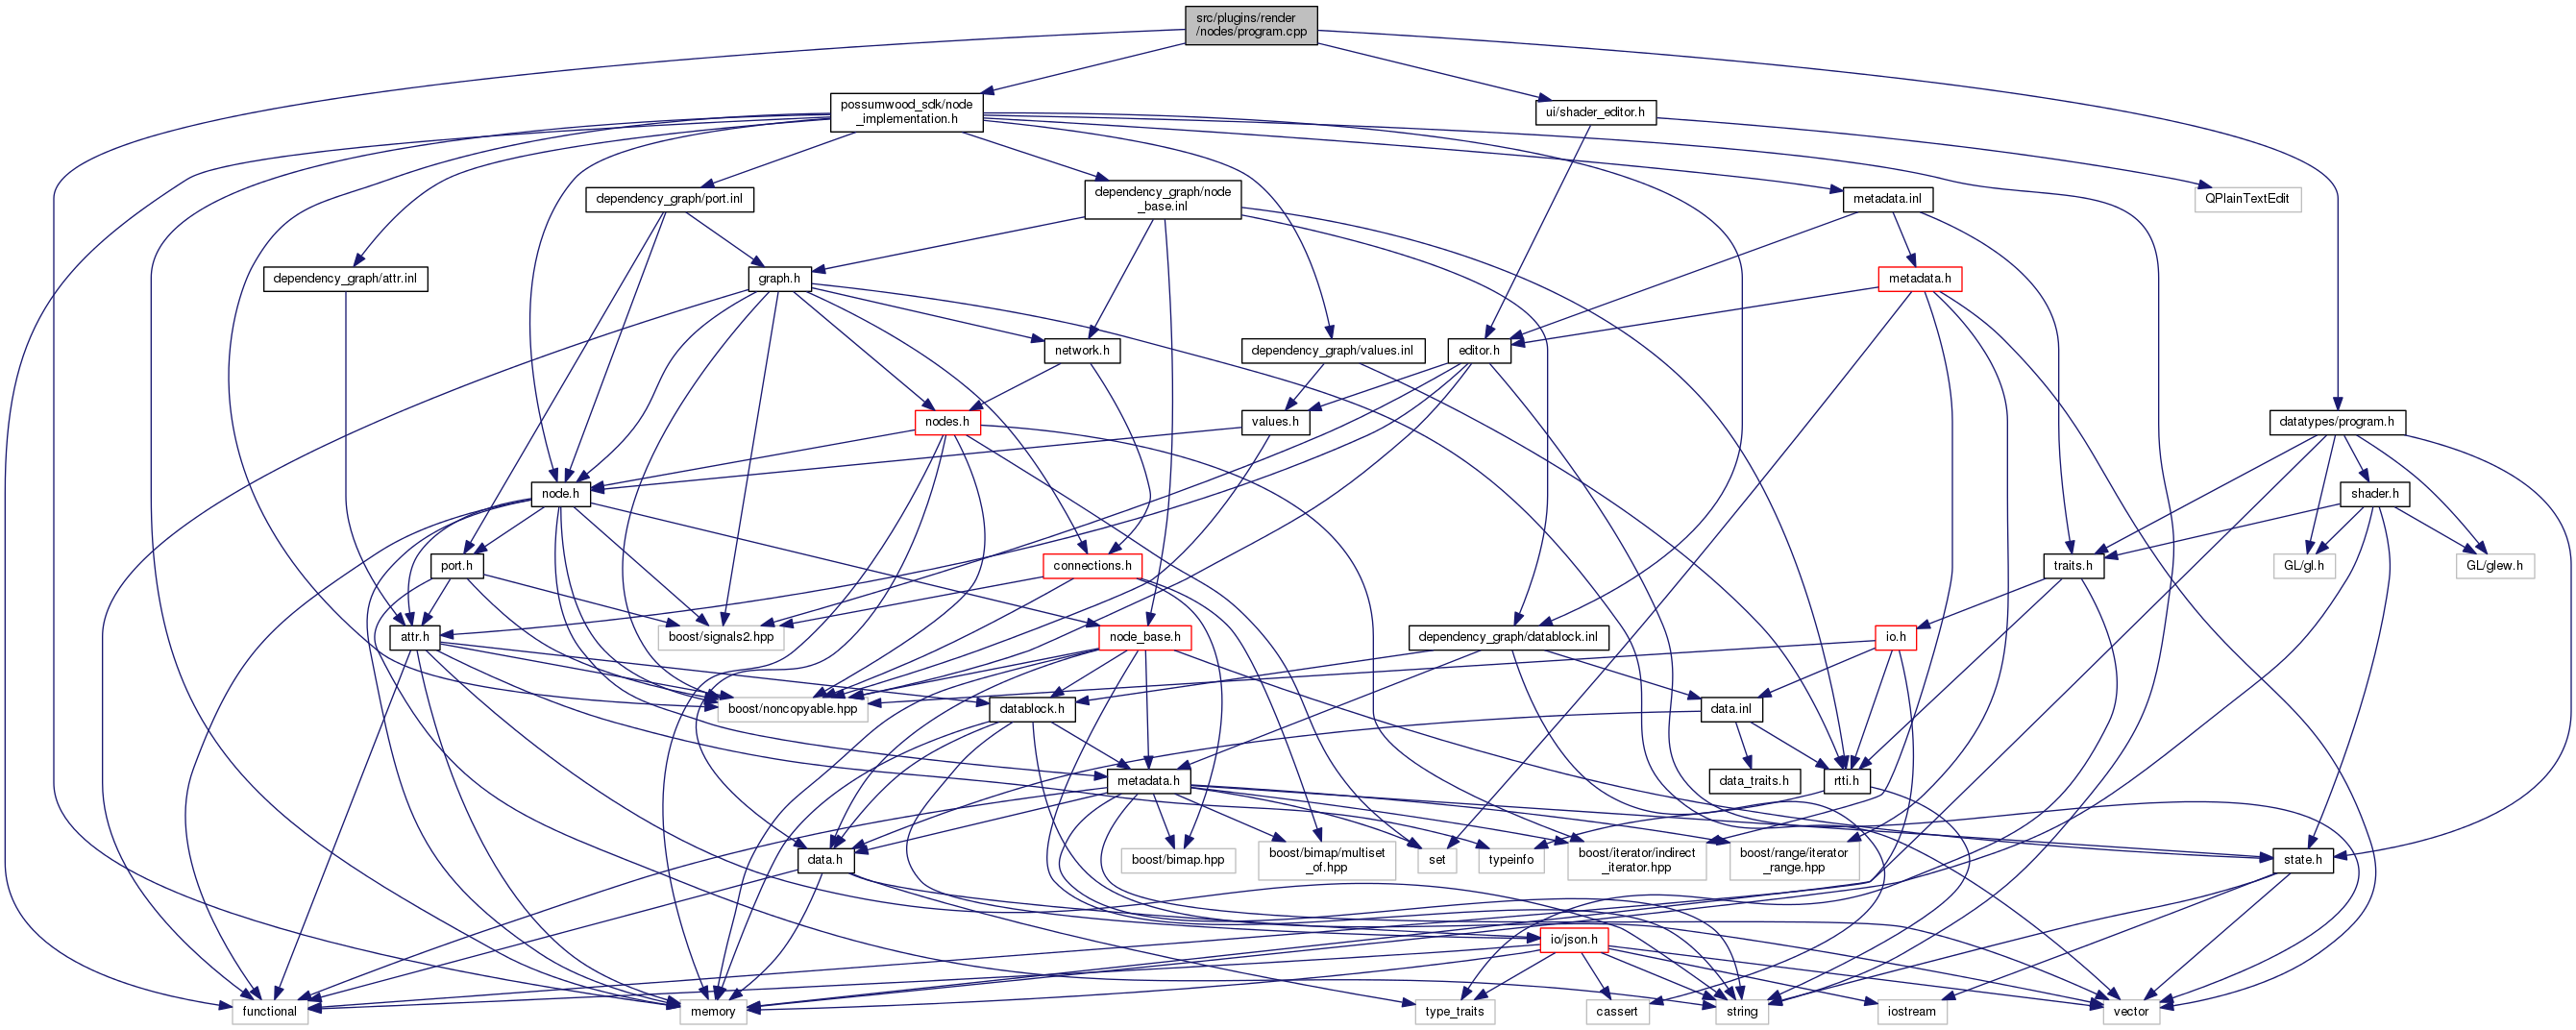 src/plugins/render
/nodes/program.cpp
possumwood_sdk/node
_implementation.h
ui/shader_editor.h
dependency_graph/port.inl
dependency_graph/node
_base.inl
metadata.inl
QPlainTextEdit
dependency_graph/attr.inl
graph.h
metadata.h
network.h
dependency_graph/values.inl
editor.h
nodes.h
values.h
datatypes/program.h
node.h
shader.h
port.h
connections.h
traits.h
GL/gl.h
GL/glew.h
attr.h
boost/signals2.hpp
node_base.h
dependency_graph/datablock.inl
io.h
boost/noncopyable.hpp
datablock.h
data.inl
metadata.h
data_traits.h
rtti.h
data.h
boost/bimap.hpp
boost/bimap/multiset
_of.hpp
set
typeinfo
boost/iterator/indirect
_iterator.hpp
boost/range/iterator
_range.hpp
state.h
io/json.h
functional
memory
type_traits
cassert
string
iostream
vector